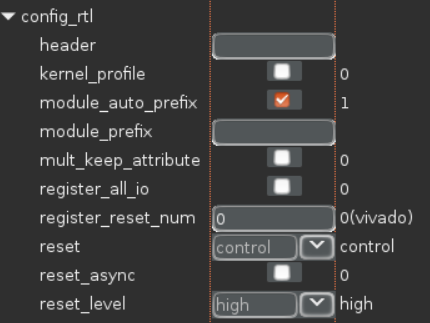 config_rtl
header
kernel_profile 0
module_auto_prefix 1
module_prefix
mult_keep_attribute 0
register_all_io 0
register_reset_num 0 0(vivado)
reset control control
reset_async 0
reset_level high high